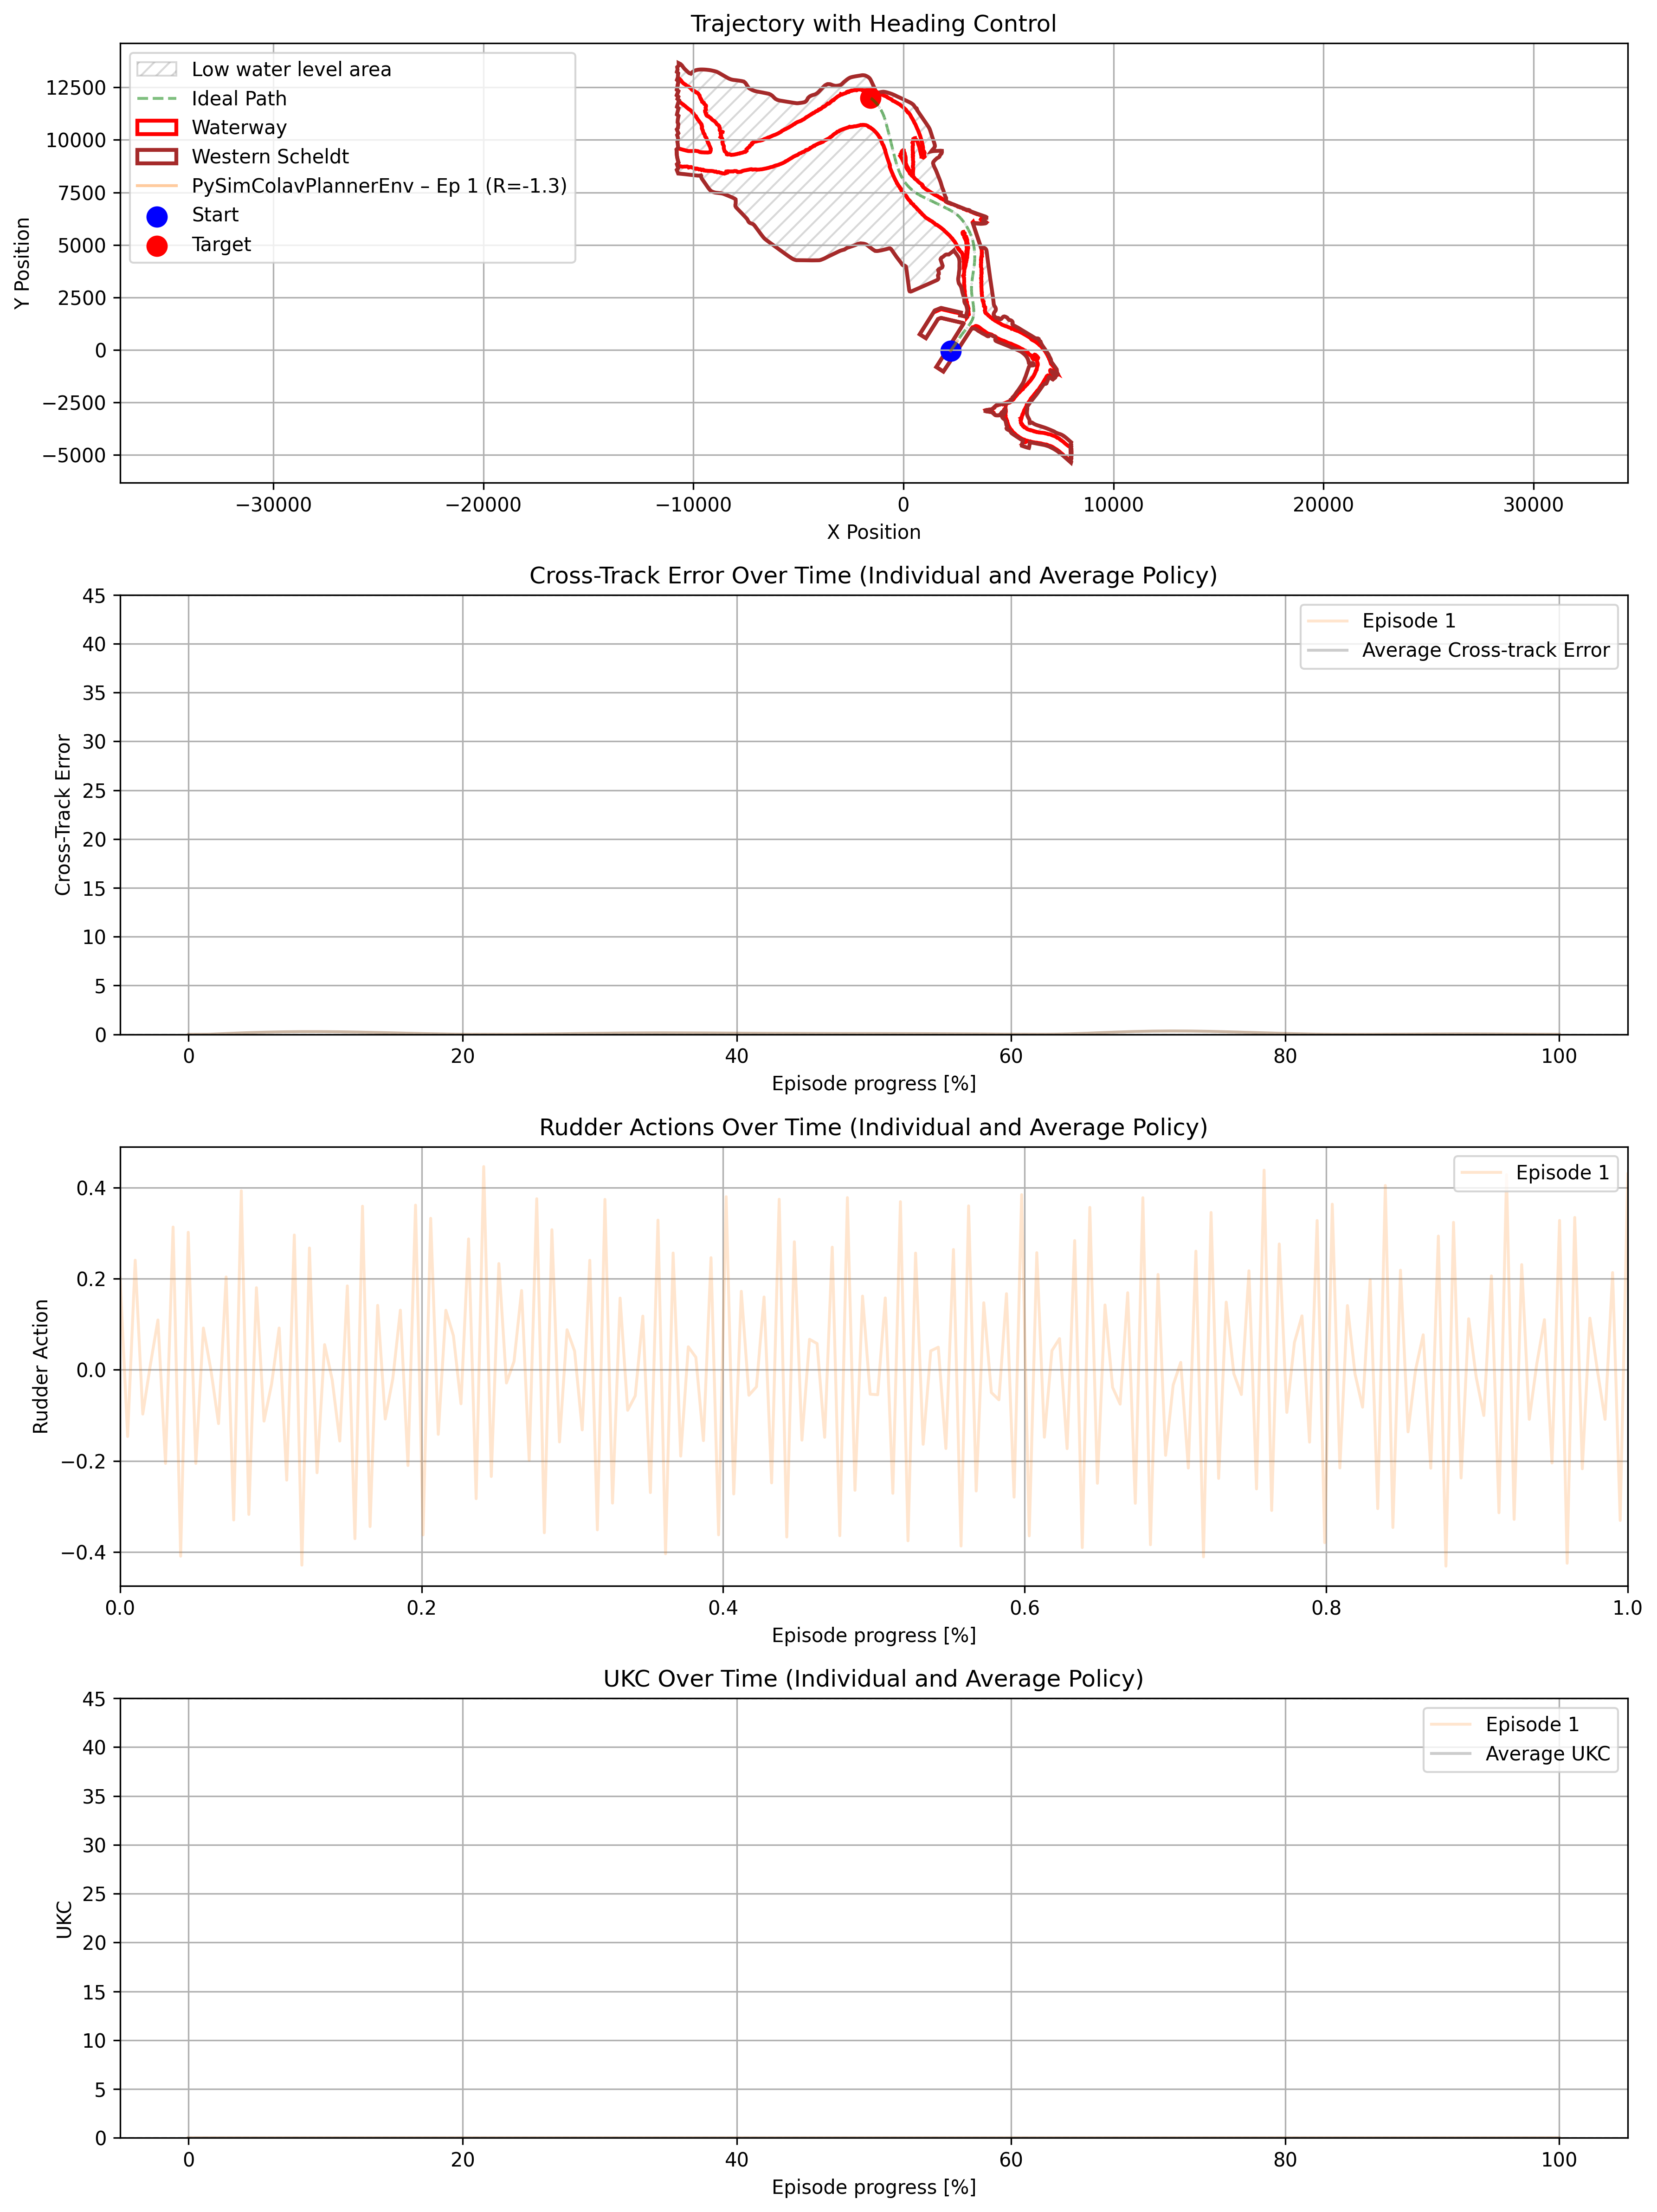 Trajectory with Heading Control
Low water level area
Ideal Path
Waterway
Western Scheldt
PySimColavPlannerEnv – Ep 1 (R=-1.3)
Start
Target
Y Position
12500
10000
7500
5000
2500
0
−2500
−5000
−30000 −20000 −10000 0 10000 20000 30000
X Position
Cross-Track Error Over Time (Individual and Average Policy)
Episode 1
Average Cross-track Error
Cross-Track Error
45
40
35
30
25
20
15
10
5
0
0 20 40 60 80 100
Episode progress [%]
Rudder Actions Over Time (Individual and Average Policy)
Episode 1
Rudder Action
0.4
0.2
0.0
−0.2
−0.4
0.0 0.2 0.4 0.6 0.8 1.0
Episode progress [%]
UKC Over Time (Individual and Average Policy)
Episode 1
Average UKC
UKC
45
40
35
30
25
20
15
10
5
0
0 20 40 60 80 100
Episode progress [%]